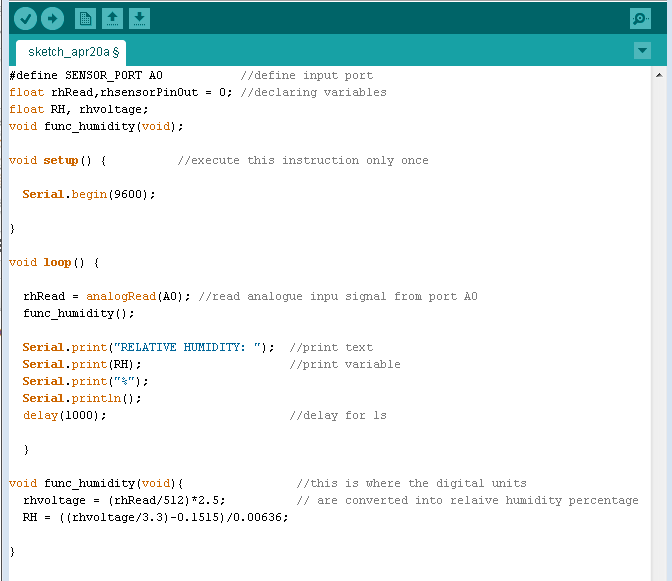 sketch_apr20a §
#define SENSOR_PORT A0 //define input port
float rhRead,rhsensorPinOut = 0; //declaring variables
float RH, rhvoltage;
void func_humidity(void);
void setup() { //execute this instruction only once
Serial.begin(9600);
}
void loop() {
rhRead = analogRead(A0); //read analogue inpu signal from port A0
func_humidity();
Serial.print("RELATIVE HUMIDITY: "); //print text
Serial.print(RH); //print variable
Serial.print("%");
Serial.println();
delay(1000); //delay for 1s
}
void func_humidity(void){ //this is where the digital units
rhvoltage = (rhRead/512)*2.5; // are converted into relaive humidity percentage
RH = ((rhvoltage/3.3)-0.1515)/0.00636;
}